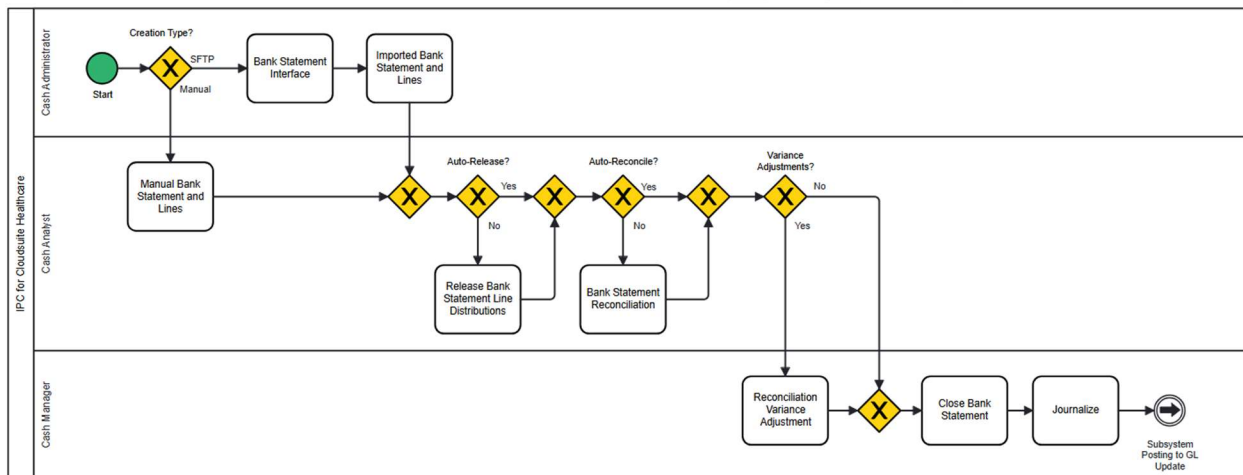 IPC for Cloudsuite Healthcare
Cash Administrator
Creation Type?
Start
SFTP
Manual
Bank Statement
Interface
Imported Bank
Statement and
Lines
Cash Analyst
Manual Bank
Statement and
Lines
Auto-Release?
Yes
No
Release Bank
Statement Line
Distributions
Auto-Reconcile?
Yes
No
Bank Statement
Reconciliation
Variance
Adjustments?
No
Yes
Cash Manager
Reconciliation
Variance
Adjustment
Close Bank
Statement
Journalize
Subsystem
Posting to GL
Update